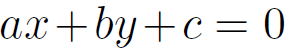 ax + by + c = 0